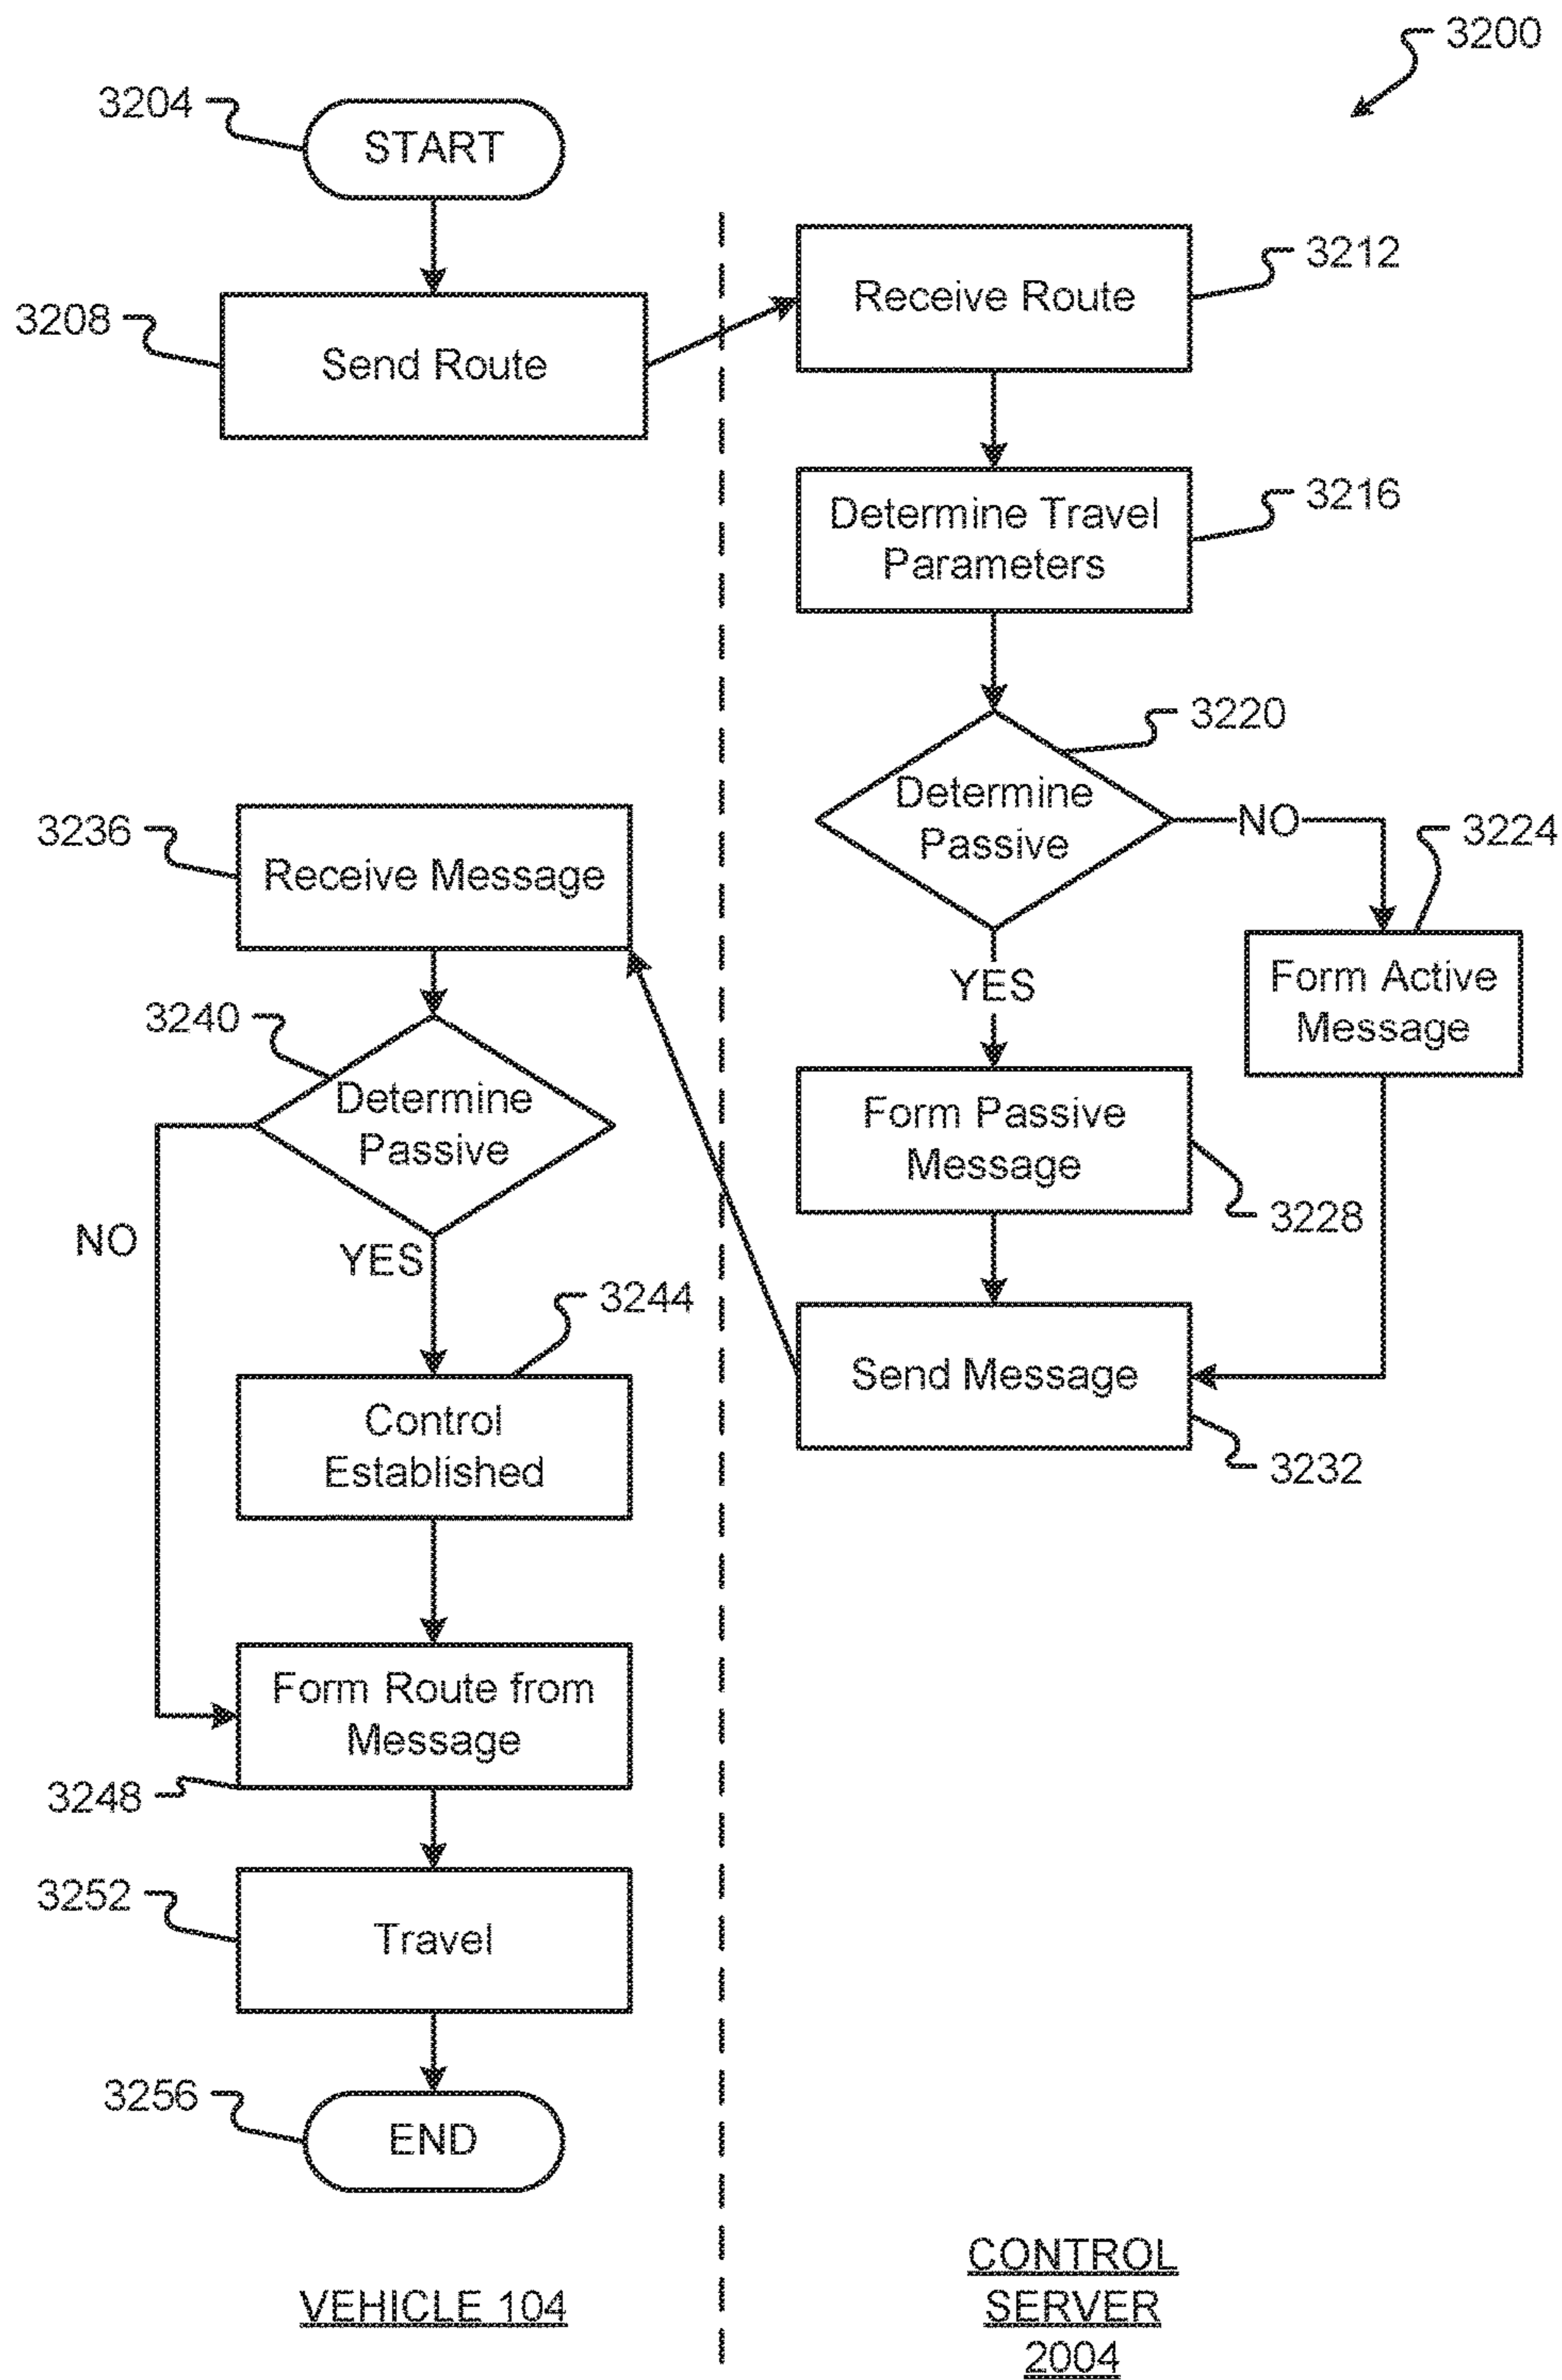 3200
3204
START
3208
Send Route
3212
Receive Route
3216
Determine Travel
Parameters
3220
Determine
Passive
NO
3224
Form Active
Message
YES
Form Passive
Message
3228
Send Message
3232
3236
Receive Message
3240
Determine
Passive
NO
YES
3244
Control
Established
Form Route from
Message
3248
3252
Travel
3256
END
VEHICLE 104
CONTROL
SERVER
2004